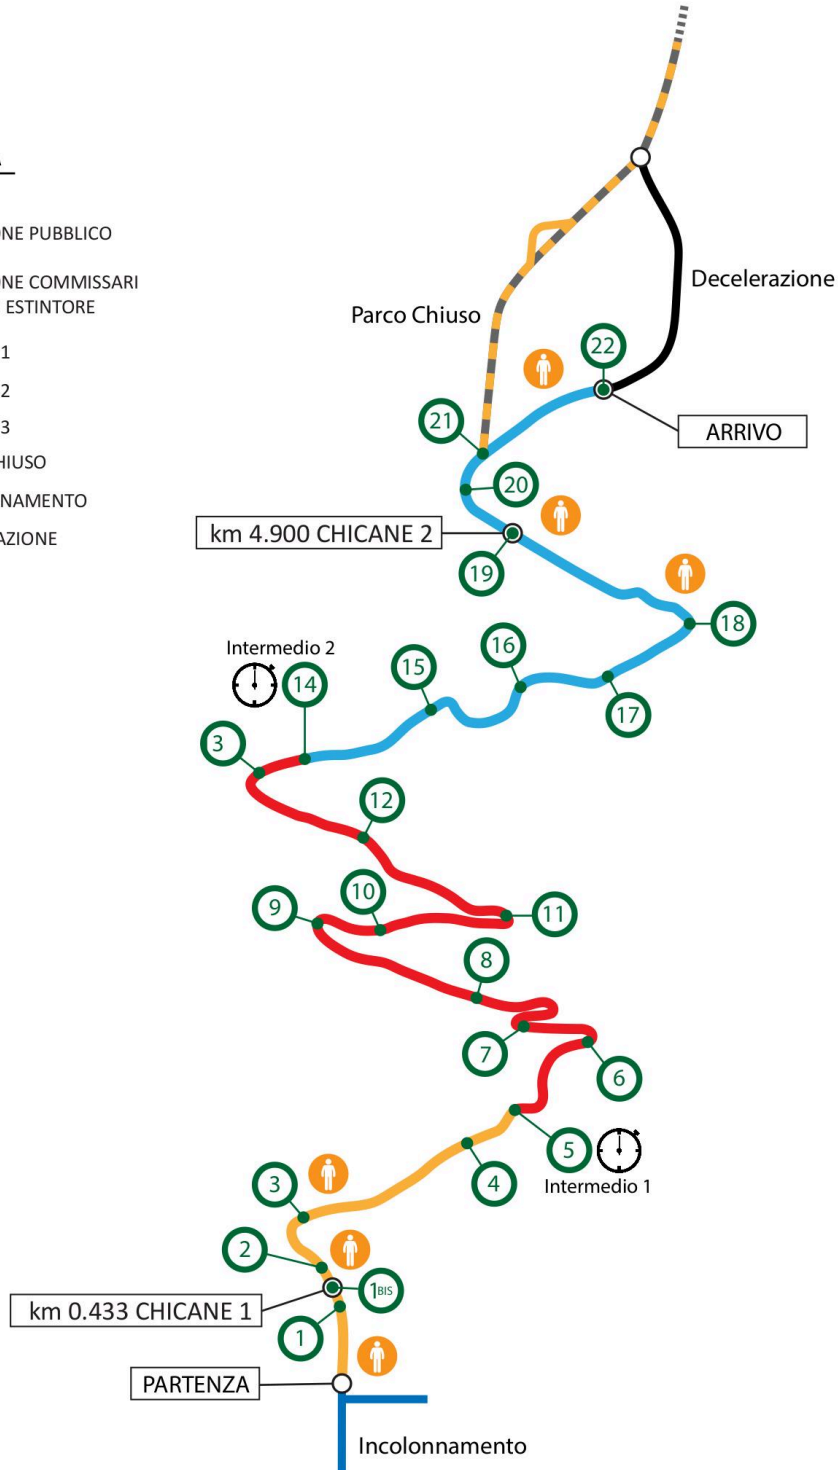 A
NE PUBBLICO
NE COMMISSARI
ESTINTORE
1
2
3
HIUSO
NAMENTO
AZIONE
Decelerazione
Parco Chiuso
22
ARRIVO
21
20
km 4.900 CHICANE 2
19
18
Intermedio 2
14
15
16
17
3
12
10
9
11
8
7
6
5
Intermedio 1
4
3
2
1BIS
km 0.433 CHICANE 1
1
PARTENZA
Incolonnamento